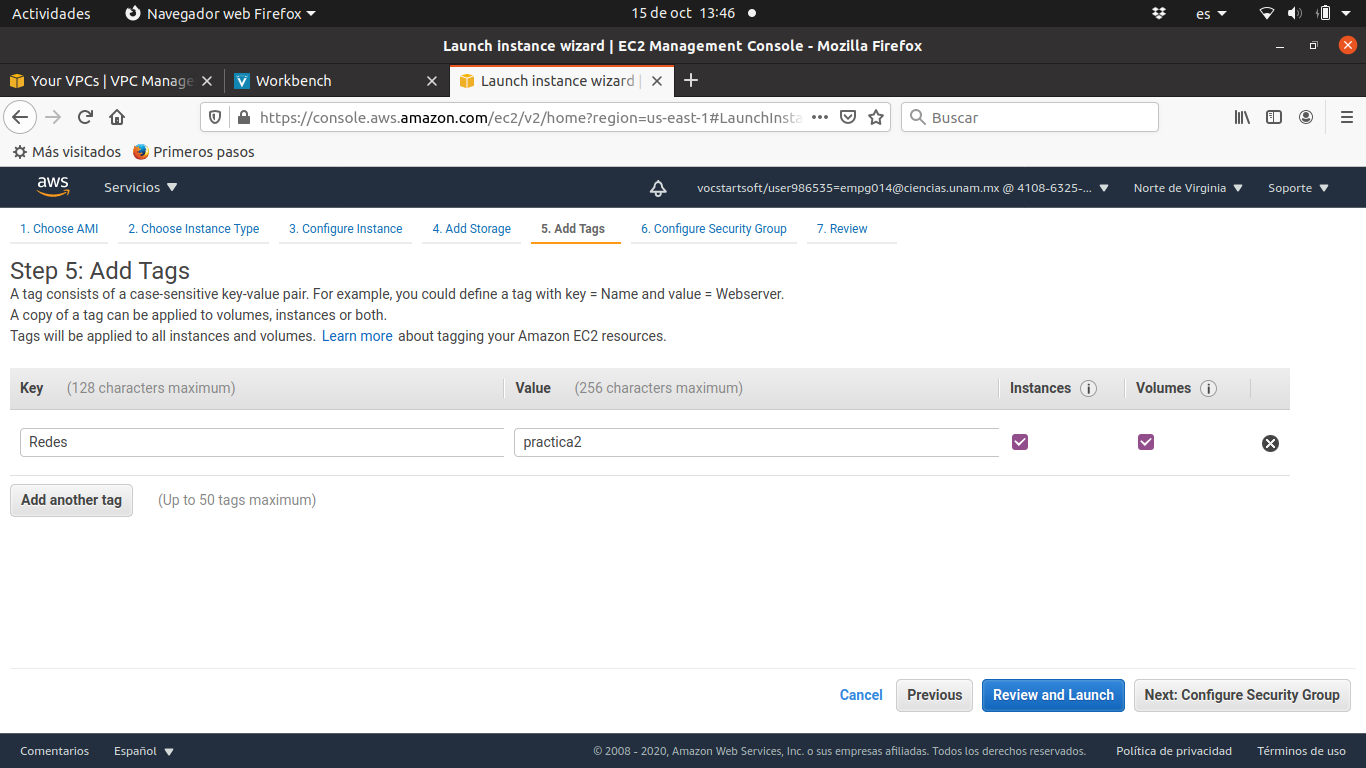 Actividades Navegador web Firefox 15 de oct 13:46 es
Launch instance wizard | EC2 Management Console - Mozilla Firefox
Your VPCs | VPC Manage Workbench Launch instance wizard |
https://console.aws.amazon.com/ec2/v2/home?region=us-east-1#LaunchInsta Buscar
Más visitados Primeros pasos
aws Servicios vocstartsoft/user986535=empg014@ciencias.unam.mx @ 4108-6325-... Norte de Virginia Soporte
1. Choose AMI 2. Choose Instance Type 3. Configure Instance 4. Add Storage 5. Add Tags 6. Configure Security Group 7. Review
Step 5: Add Tags
A tag consists of a case-sensitive key-value pair. For example, you could define a tag with key = Name and value = Webserver.
A copy of a tag can be applied to volumes, instances or both.
Tags will be applied to all instances and volumes. Learn more about tagging your Amazon EC2 resources.
Key (128 characters maximum) Value (256 characters maximum) Instances i Volumes i
Redes practica2
Add another tag (Up to 50 tags maximum)
Cancel Previous Review and Launch Next: Configure Security Group
Comentarios Español © 2008 - 2020, Amazon Web Services, Inc. o sus empresas afiliadas. Todos los derechos reservados. Política de privacidad Términos de uso